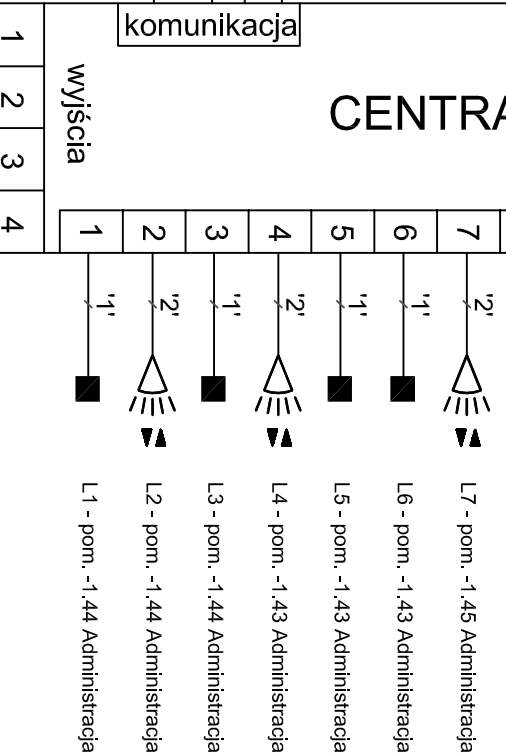 komunikacja
CENTRA
wyjścia
1
2
3
4
1 2 3 4 5 6 7
'1' '2' '1' '2' '1' '1' '2'
L1 - pom. -1.44 Administracja
L2 - pom. -1.44 Administracja
L3 - pom. -1.44 Administracja
L4 - pom. -1.43 Administracja
L5 - pom. -1.43 Administracja
L6 - pom. -1.43 Administracja
L7 - pom. -1.45 Administracja